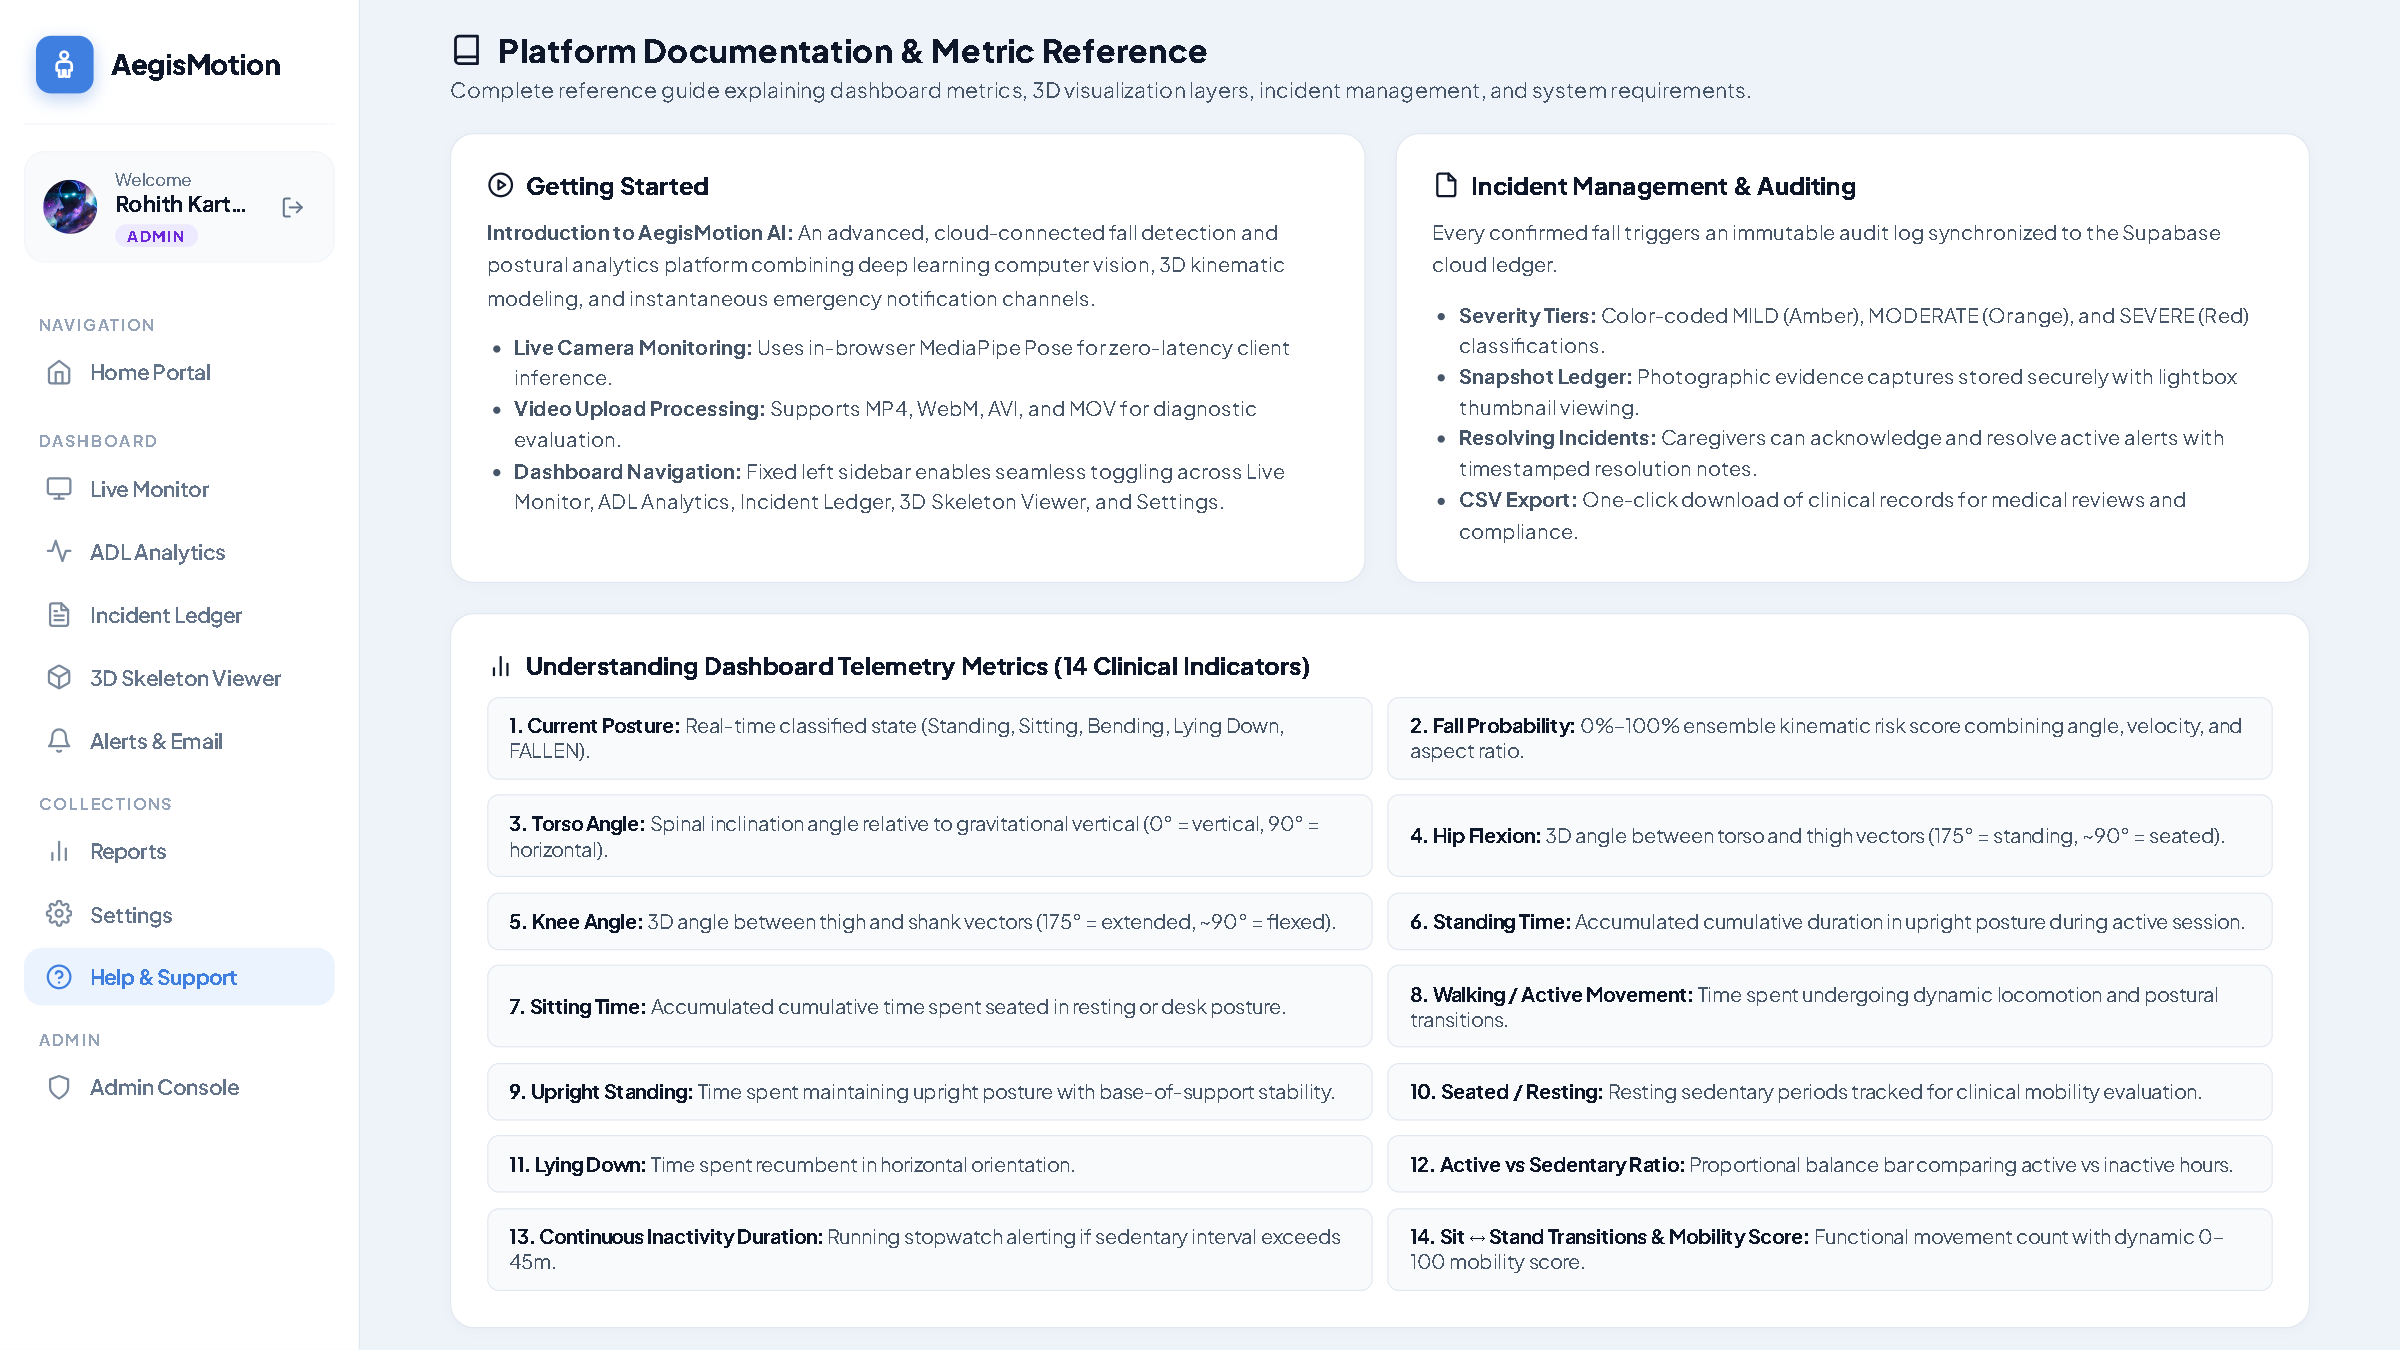 AegisMotion
Welcome
Rohith Kart...
ADMIN
NAVIGATION
Home Portal
DASHBOARD
Live Monitor
ADL Analytics
Incident Ledger
3D Skeleton Viewer
Alerts & Email
COLLECTIONS
Reports
Settings
Help & Support
ADMIN
Admin Console
Platform Documentation & Metric Reference
Complete reference guide explaining dashboard metrics, 3D visualization layers, incident management, and system requirements.
Getting Started
Introduction to AegisMotion AI: An advanced, cloud-connected fall detection and
postural analytics platform combining deep learning computer vision, 3D kinematic
modeling, and instantaneous emergency notification channels.
• Live Camera Monitoring: Uses in-browser MediaPipe Pose for zero-latency client
inference.
• Video Upload Processing: Supports MP4, WebM, AVI, and MOV for diagnostic
evaluation.
• Dashboard Navigation: Fixed left sidebar enables seamless toggling across Live
Monitor, ADL Analytics, Incident Ledger, 3D Skeleton Viewer, and Settings.
Incident Management & Auditing
Every confirmed fall triggers an immutable audit log synchronized to the Supabase
cloud ledger.
• Severity Tiers: Color-coded MILD (Amber), MODERATE (Orange), and SEVERE (Red)
classifications.
• Snapshot Ledger: Photographic evidence captures stored securely with lightbox
thumbnail viewing.
• Resolving Incidents: Caregivers can acknowledge and resolve active alerts with
timestamped resolution notes.
• CSV Export: One-click download of clinical records for medical reviews and
compliance.
Understanding Dashboard Telemetry Metrics (14 Clinical Indicators)
1. Current Posture: Real-time classified state (Standing, Sitting, Bending, Lying Down,
FALLEN).
2. Fall Probability: 0%–100% ensemble kinematic risk score combining angle, velocity, and
aspect ratio.
3. Torso Angle: Spinal inclination angle relative to gravitational vertical (0° = vertical, 90° =
horizontal).
4. Hip Flexion: 3D angle between torso and thigh vectors (175° = standing, ~90° = seated).
5. Knee Angle: 3D angle between thigh and shank vectors (175° = extended, ~90° = flexed).
6. Standing Time: Accumulated cumulative duration in upright posture during active session.
7. Sitting Time: Accumulated cumulative time spent seated in resting or desk posture.
8. Walking / Active Movement: Time spent undergoing dynamic locomotion and postural
transitions.
9. Upright Standing: Time spent maintaining upright posture with base-of-support stability.
10. Seated / Resting: Resting sedentary periods tracked for clinical mobility evaluation.
11. Lying Down: Time spent recumbent in horizontal orientation.
12. Active vs Sedentary Ratio: Proportional balance bar comparing active vs inactive hours.
13. Continuous Inactivity Duration: Running stopwatch alerting if sedentary interval exceeds
45m.
14. Sit ↔ Stand Transitions & Mobility Score: Functional movement count with dynamic 0–
100 mobility score.